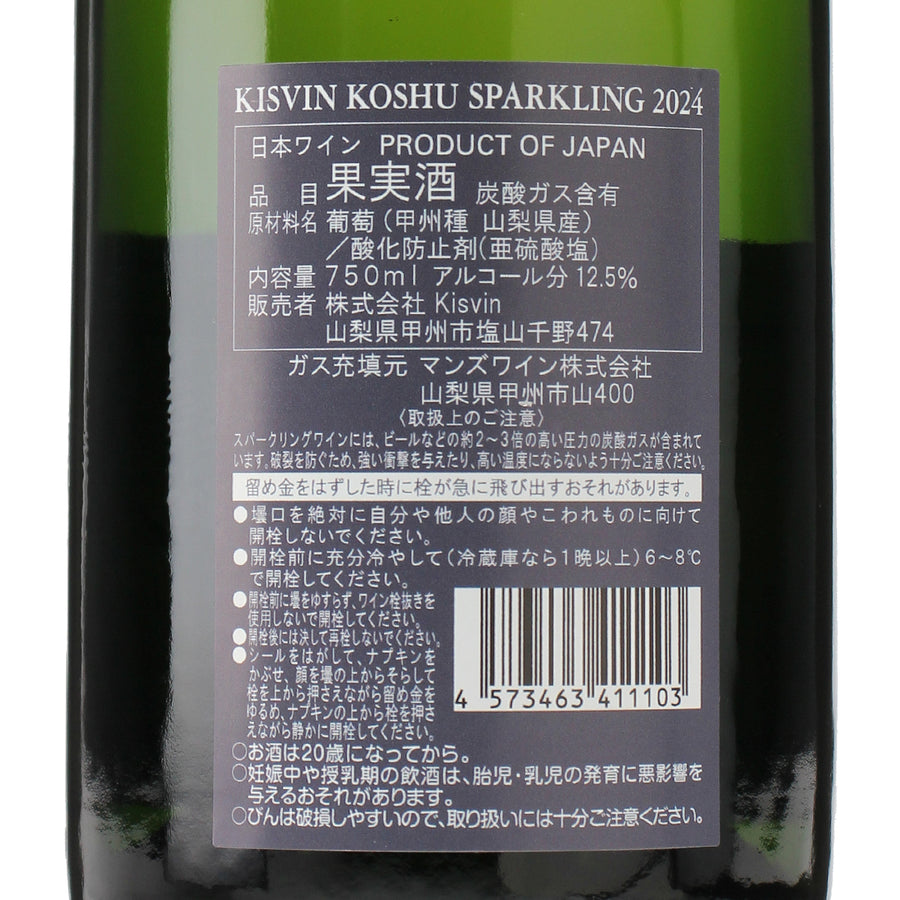 KISVIN KOSHU SPARKLING 2024
日本ワイン PRODUCT OF JAPAN
品 目 果実酒 炭酸ガス含有
原材料名 葡萄（甲州種 山梨県産）
／酸化防止剤（亜硫酸塩）
内容量 750ml アルコール分 12.5%
販売者 株式会社 Kisvin
山梨県甲州市塩山千野474
ガス充填元 マンズワイン株式会社
山梨県甲州市山400
〈取扱上のご注意〉
スパークリングワインには、ビールなどの約2～3倍の高い圧力の炭酸ガスが含まれて
います。破裂を防ぐため、強い衝撃を与えたり、高い温度にならないよう十分ご注意ください。
留め金をはずした時に栓が急に飛び出すおそれがあります。
●壜口を絶対に自分や他人の顔やこわれものに向けて
開栓しないでください。
●開栓前に充分冷やして（冷蔵庫なら1晩以上）6～8℃
で開栓してください。
●開栓前に壜をゆすらず、ワイン栓抜きを
使用しないで開栓してください。
●開栓後には決して再栓しないでください。
●シールをはがして、ナプキンを
かぶせ、顔を壜の上からそらして
栓を上から押さえながら留め金を
ゆるめ、ナプキンの上から栓を押さ
えながら静かに開栓してください。
4 573463 411103
○お酒は20歳になってから。
○妊娠中や授乳期の飲酒は、胎児・乳児の発育に悪影響を
与えるおそれがあります。
○びんは破損しやすいので、取り扱いには十分ご注意ください。